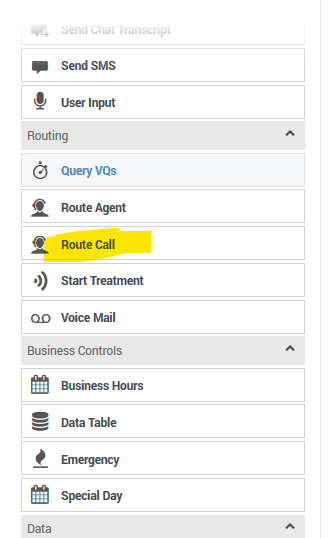 Send Chat Transcript
Send SMS
User Input
Routing
Query VQs
Route Agent
Route Call
Start Treatment
Voice Mail
Business Controls
Business Hours
Data Table
Emergency
Special Day
Data